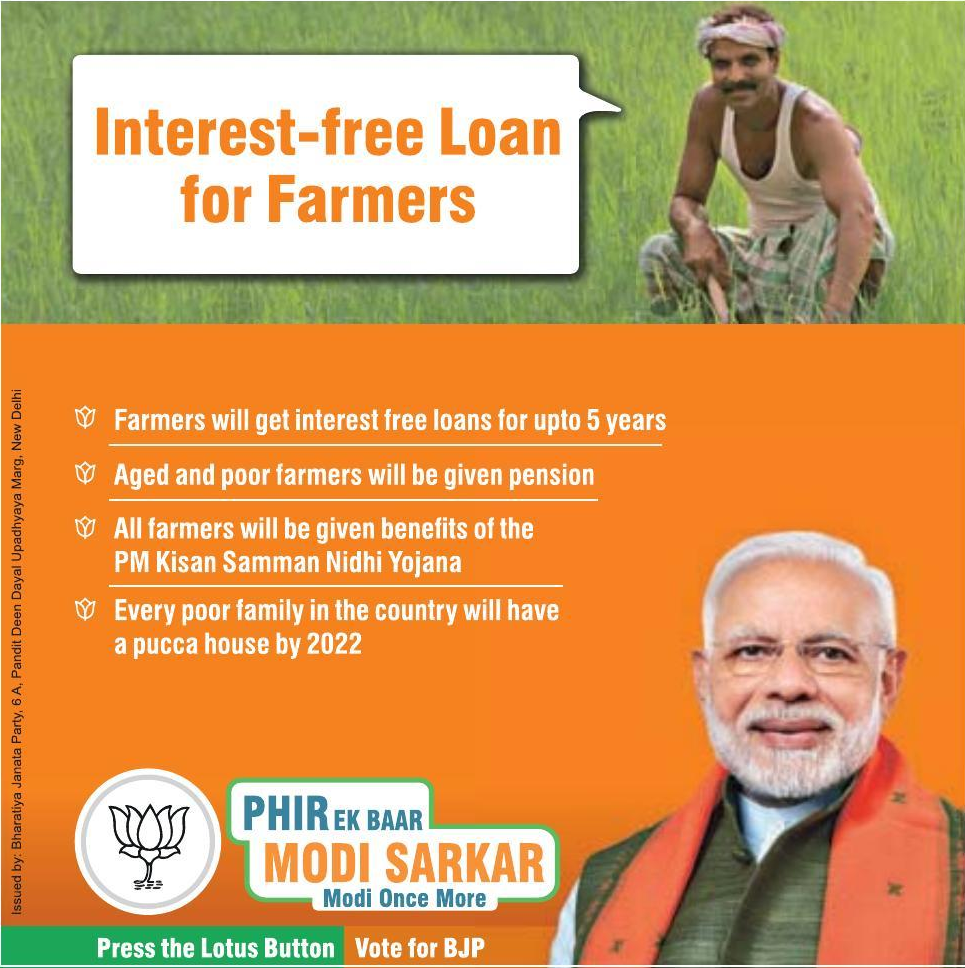 Interest-free Loan
for Farmers
Farmers will get interest free loans for upto 5 years
Aged and poor farmers will be given pension
All farmers will be given benefits of the
PM Kisan Samman Nidhi Yojana
Every poor family in the country will have
a pucca house by 2022
Issued by: Bharatiya Janata Party, 6 A, Pandit Deen Dayal Upadhyaya Marg, New Delhi
PHIR EK BAAR
MODI SARKAR
Modi Once More
Press the Lotus Button Vote for BJP